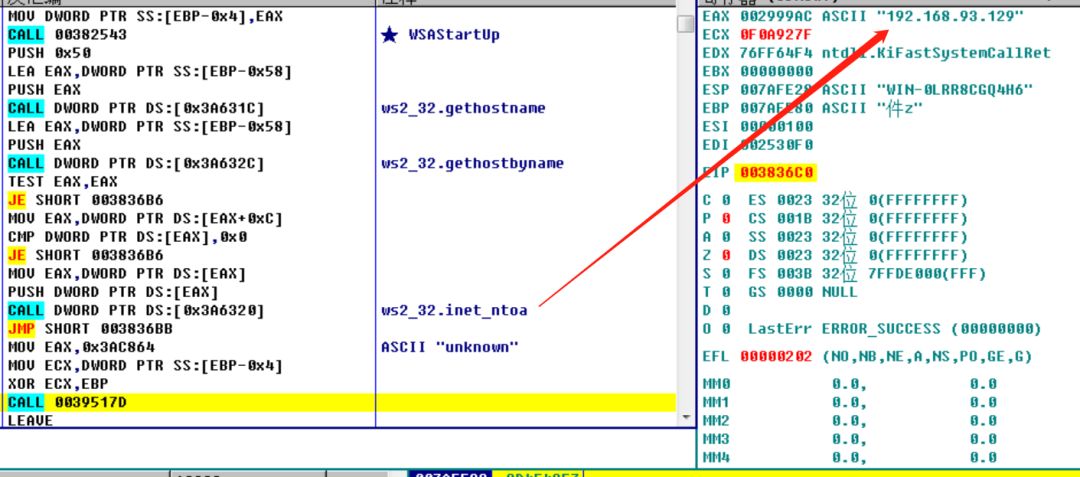 MOV DWORD PTR SS:[EBP-0x4],EAX
CALL 00382543 ★ WSAStartUp
PUSH 0x50
LEA EAX,DWORD PTR SS:[EBP-0x58]
PUSH EAX
CALL DWORD PTR DS:[0x3A631C] ws2_32.gethostname
LEA EAX,DWORD PTR SS:[EBP-0x58]
PUSH EAX
CALL DWORD PTR DS:[0x3A632C] ws2_32.gethostbyname
TEST EAX,EAX
JE SHORT 003836B6
MOV EAX,DWORD PTR DS:[EAX+0xC]
CMP DWORD PTR DS:[EAX],0x0
JE SHORT 003836B6
MOV EAX,DWORD PTR DS:[EAX]
PUSH DWORD PTR DS:[EAX]
CALL DWORD PTR DS:[0x3A6320] ws2_32.inet_ntoa
JMP SHORT 003836BB
MOV EAX,0x3AC864 ASCII "unknown"
MOV ECX,DWORD PTR SS:[EBP-0x4]
XOR ECX,EBP
CALL 0039517D
LEAVE
EAX 002999AC ASCII "192.168.93.129"
ECX 0F0A927F
EDX 76FF64F4 ntdll.KiFastSystemCallRet
EBX 00000000
ESP 007AFE28 ASCII "WIN-0LRR8CGQ4H6"
EBP 007AFE80 ASCII "件z"
ESI 00000100
EDI 002530F0
EIP 003836C0
C 0 ES 0023 32位 0(FFFFFFFF)
P 0 CS 001B 32位 0(FFFFFFFF)
A 0 SS 0023 32位 0(FFFFFFFF)
Z 0 DS 0023 32位 0(FFFFFFFF)
S 0 FS 003B 32位 7FFDE000(FFF)
T 0 GS 0000 NULL
D 0
O 0 LastErr ERROR_SUCCESS (00000000)
EFL 00000202 (NO,NB,NE,A,NS,PO,GE,G)
MM0 0.0, 0.0
MM1 0.0, 0.0
MM2 0.0, 0.0
MM3 0.0, 0.0
MM4 0.0, 0.0